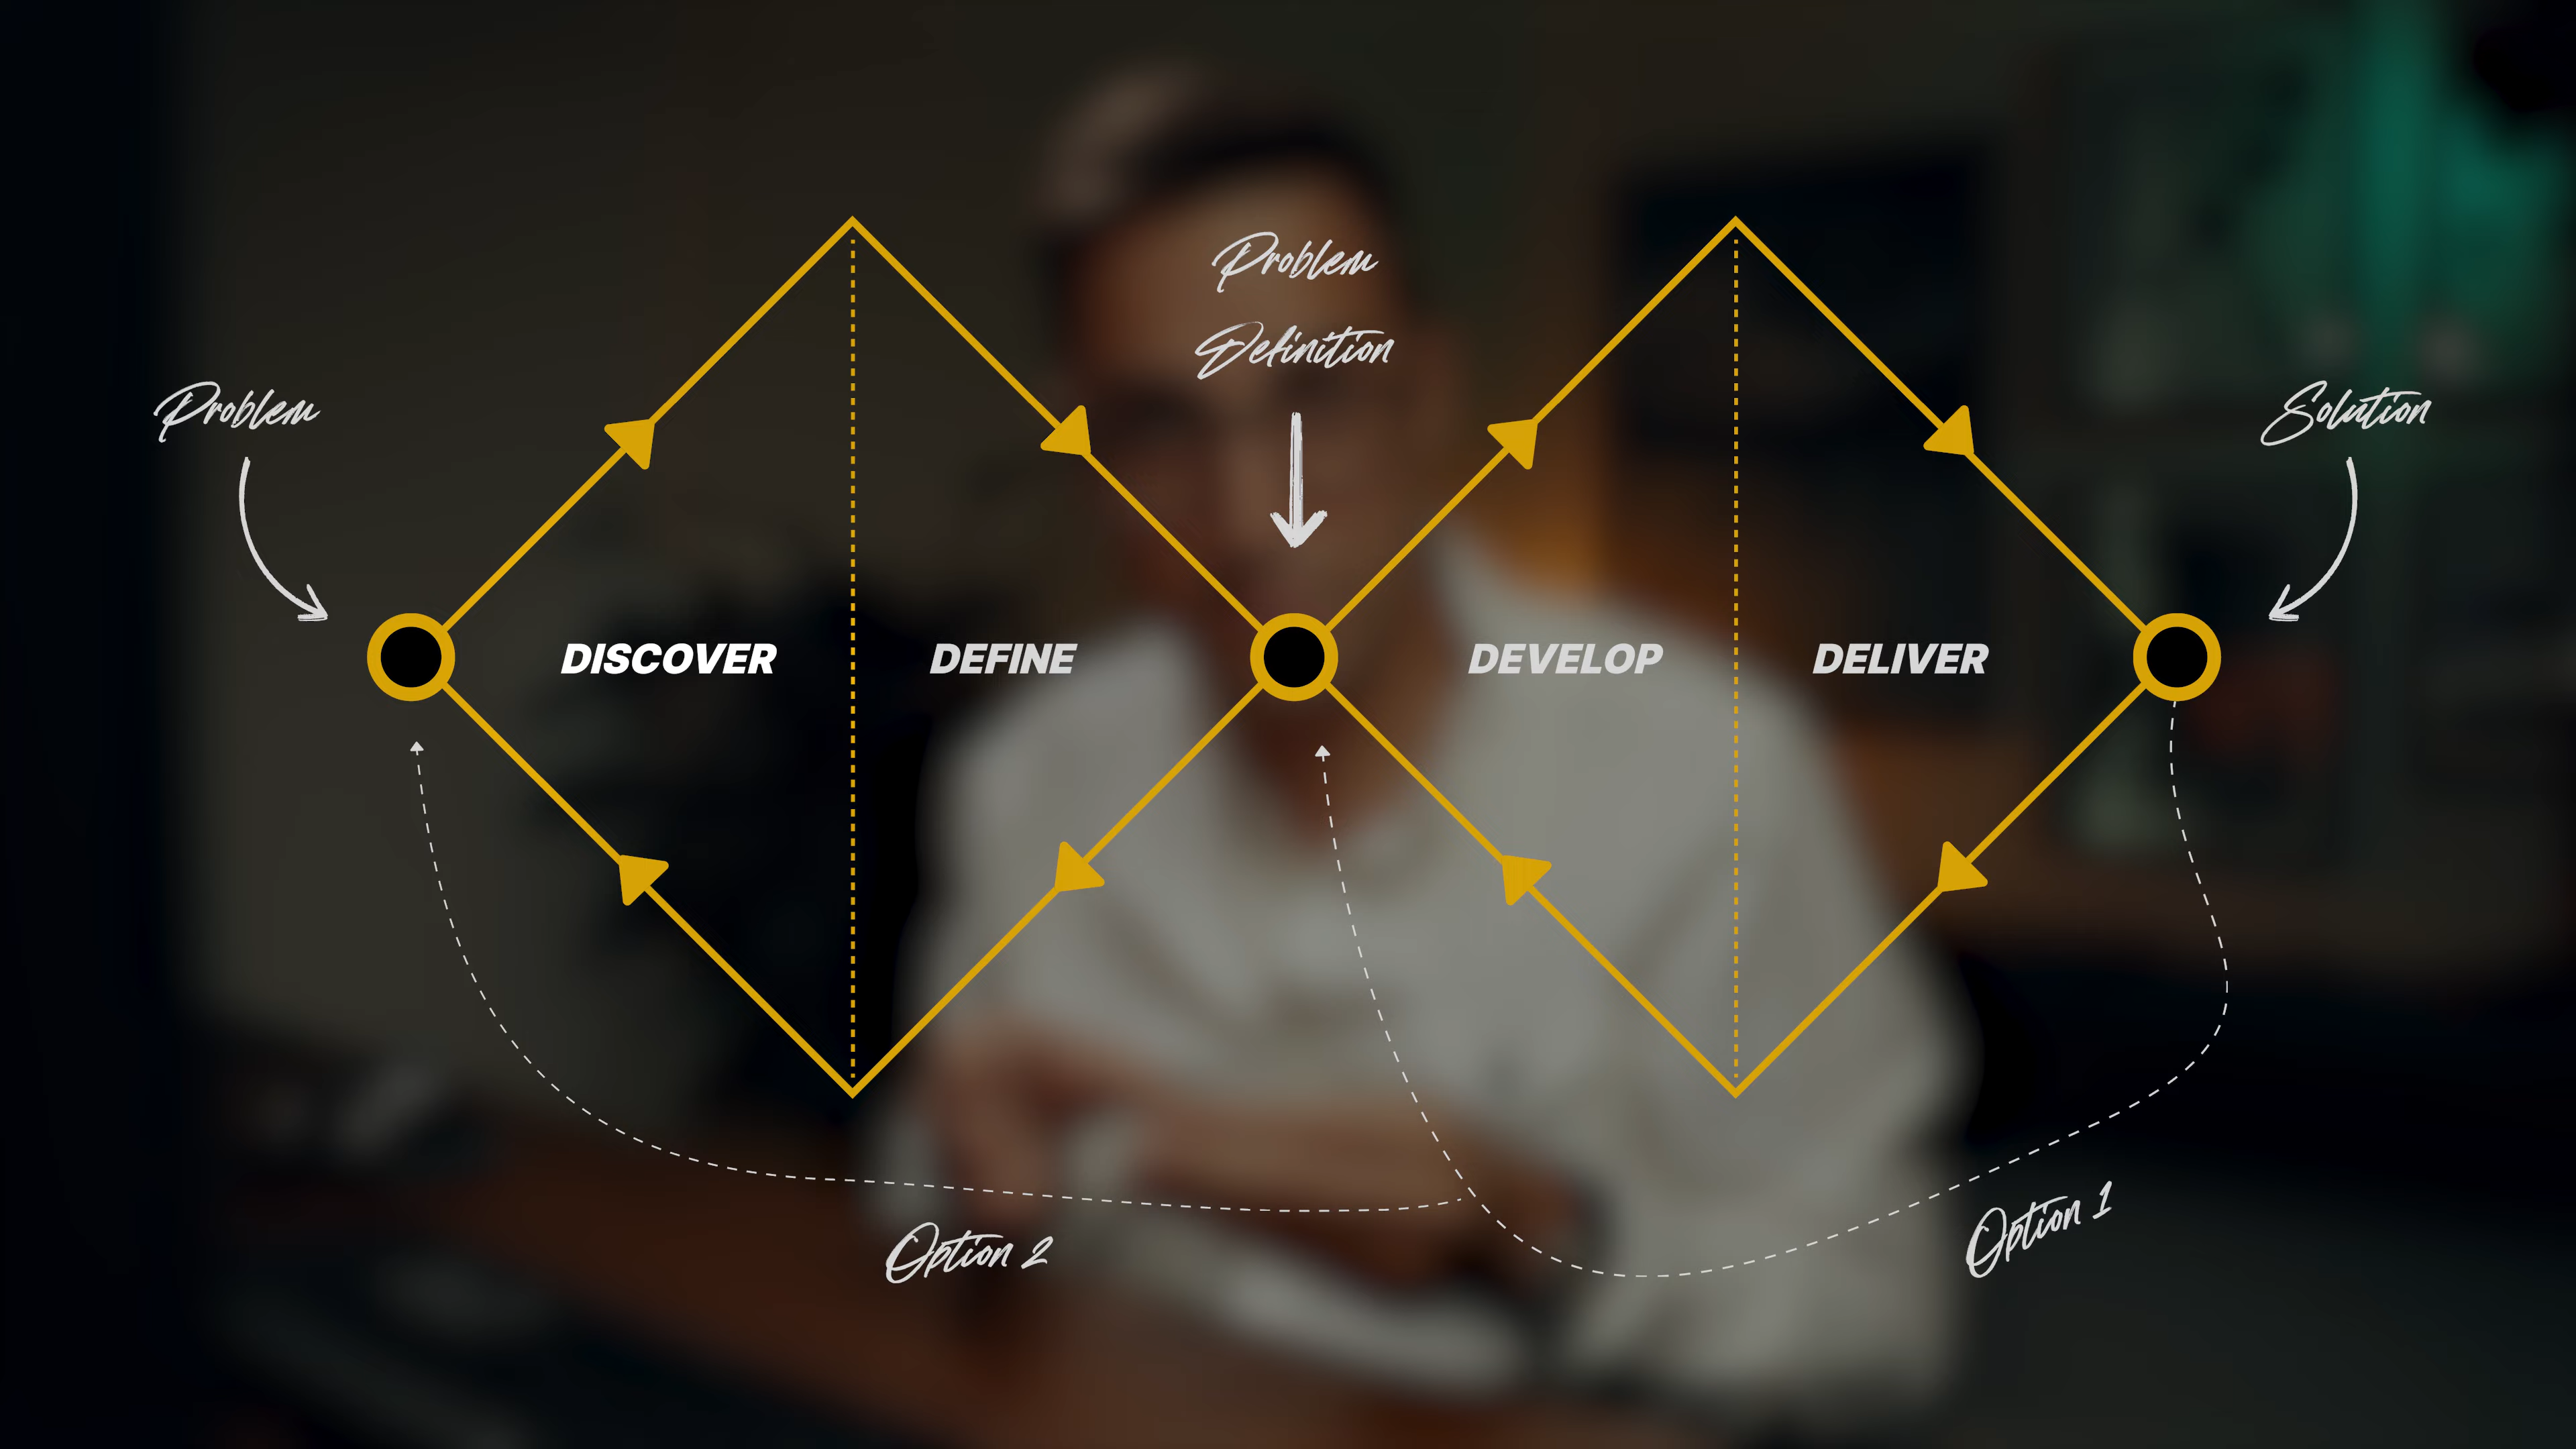 Problem
Definition
Problem
Solution
DISCOVER
DEFINE
DEVELOP
DELIVER
Option 2
Option 1